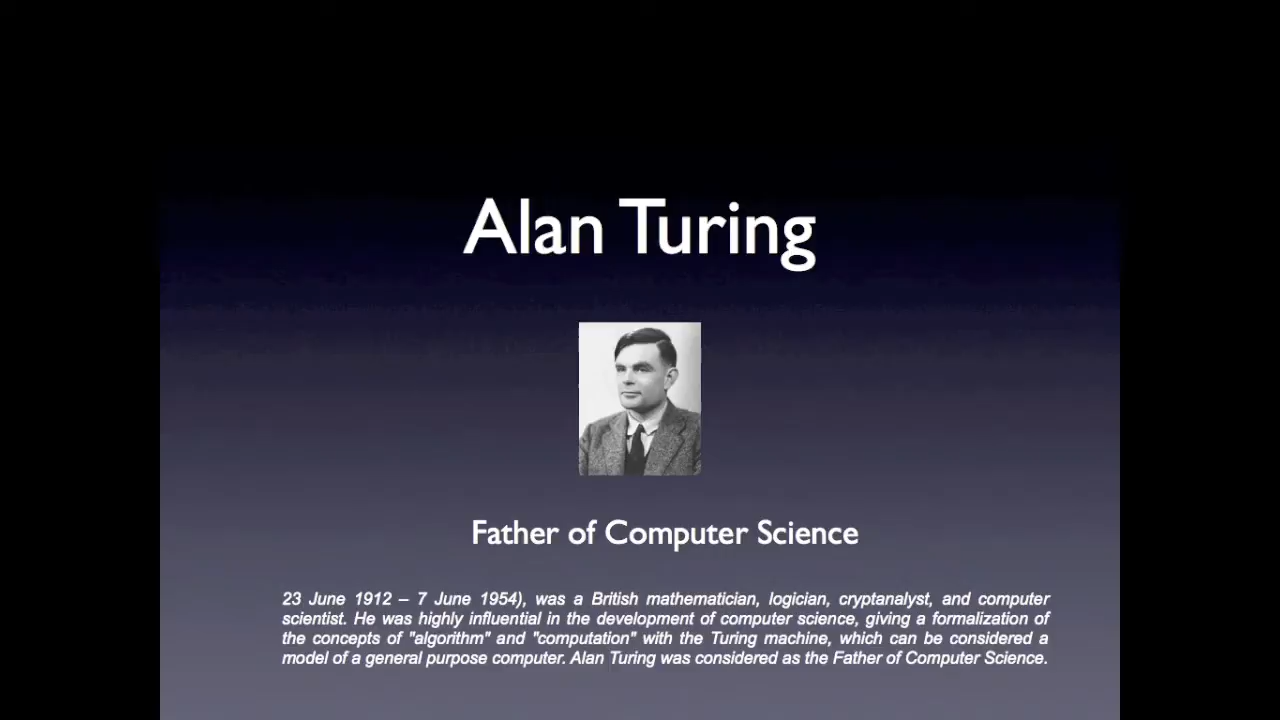 Alan Turing
Father of Computer Science
23 June 1912 – 7 June 1954), was a British mathematician, logician, cryptanalyst, and computer
scientist. He was highly influential in the development of computer science, giving a formalization of
the concepts of "algorithm" and "computation" with the Turing machine, which can be considered a
model of a general purpose computer. Alan Turing was considered as the Father of Computer Science.